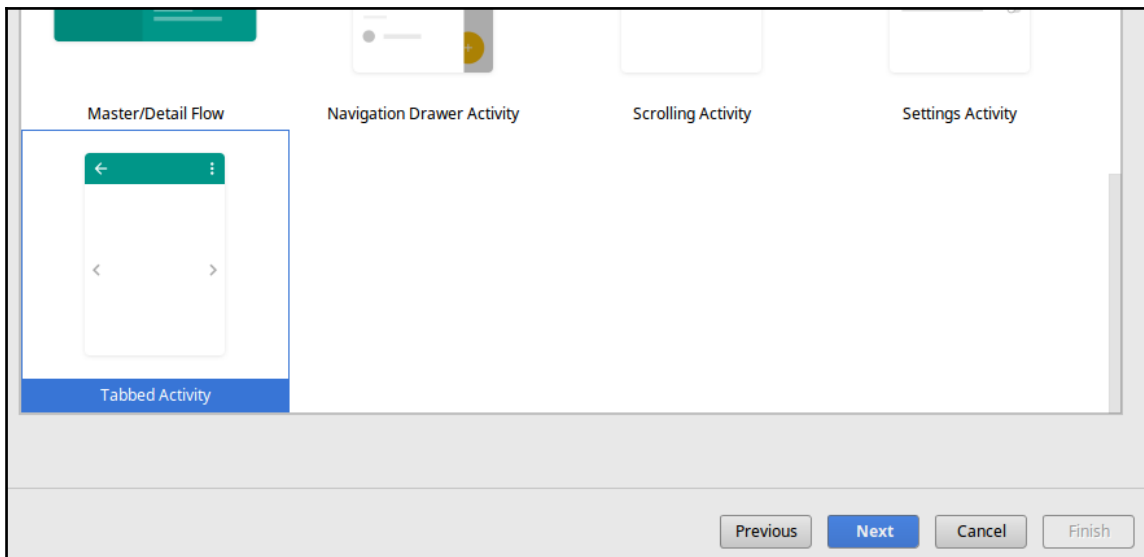 Master/Detail Flow Navigation Drawer Activity Scrolling Activity Settings Activity
Tabbed Activity
Previous Next Cancel Finish